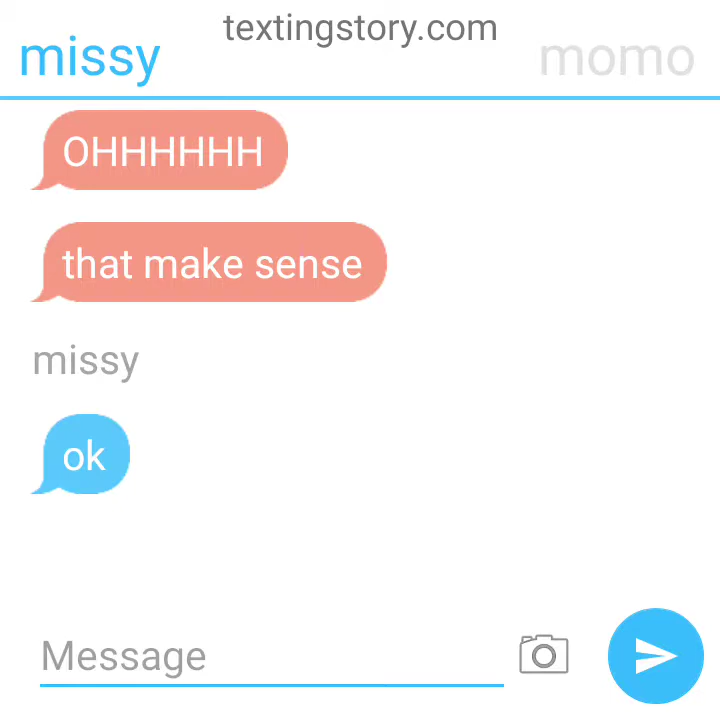 textingstory.com
missy momo
OHHHHHH
that make sense
missy
ok
Message